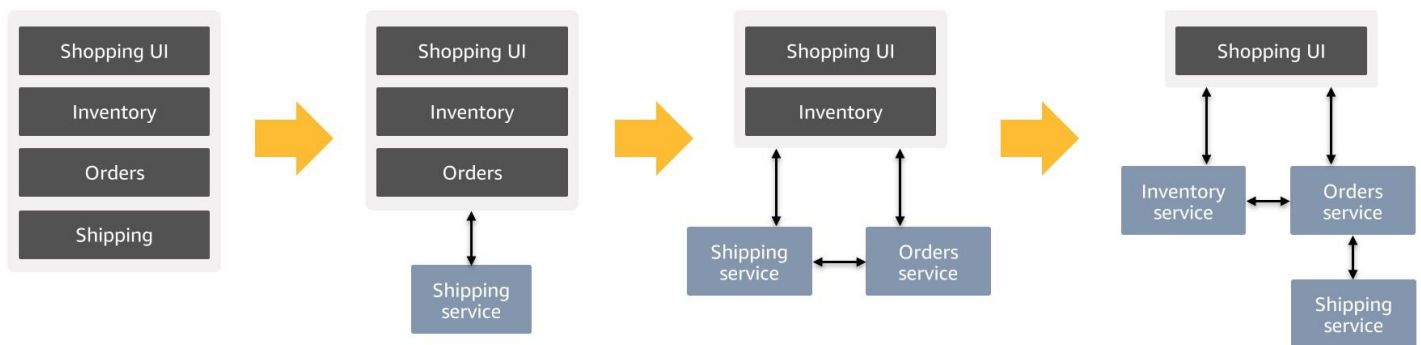 Shopping UI
Inventory
Orders
Shipping
Shopping UI
Inventory
Orders
Shipping
service
Shopping UI
Inventory
Shipping
service
Orders
service
Shopping UI
Inventory
service
Orders
service
Shipping
service